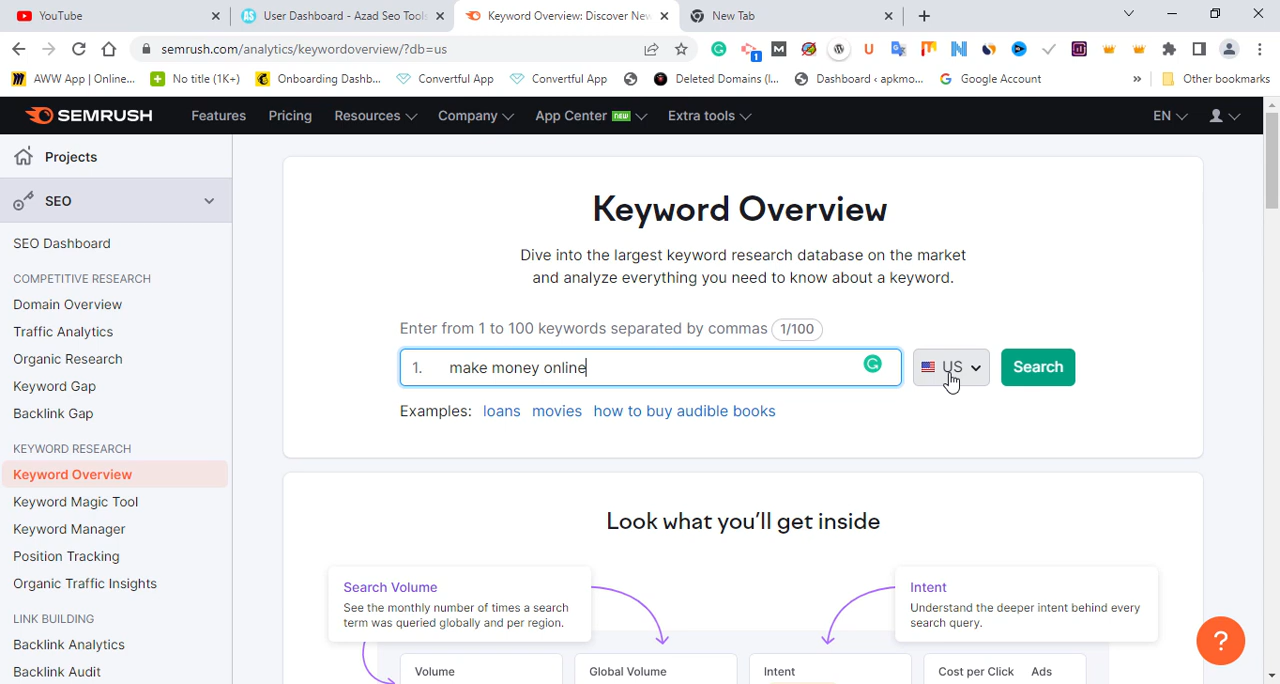 YouTube
User Dashboard - Azad Seo Tools
Keyword Overview: Discover New
New Tab
semrush.com/analytics/keywordoverview/?db=us
AWW App | Online...
No title (1K+)
Onboarding Dashb...
Convertful App
Convertful App
Deleted Domains (I...
Dashboard ‹ apkmo...
Google Account
»
Other bookmarks
SEMRUSH
Features
Pricing
Resources
Company
App Center NEW
Extra tools
EN
Projects
SEO
SEO Dashboard
COMPETITIVE RESEARCH
Domain Overview
Traffic Analytics
Organic Research
Keyword Gap
Backlink Gap
KEYWORD RESEARCH
Keyword Overview
Keyword Magic Tool
Keyword Manager
Position Tracking
Organic Traffic Insights
LINK BUILDING
Backlink Analytics
Backlink Audit
Keyword Overview
Dive into the largest keyword research database on the market
and analyze everything you need to know about a keyword.
Enter from 1 to 100 keywords separated by commas 1/100
1. make money online
US
Search
Examples: loans movies how to buy audible books
Look what you'll get inside
Search Volume
See the monthly number of times a search
term was queried globally and per region.
Intent
Understand the deeper intent behind every
search query.
Volume
Global Volume
Intent
Cost per Click
Ads
?